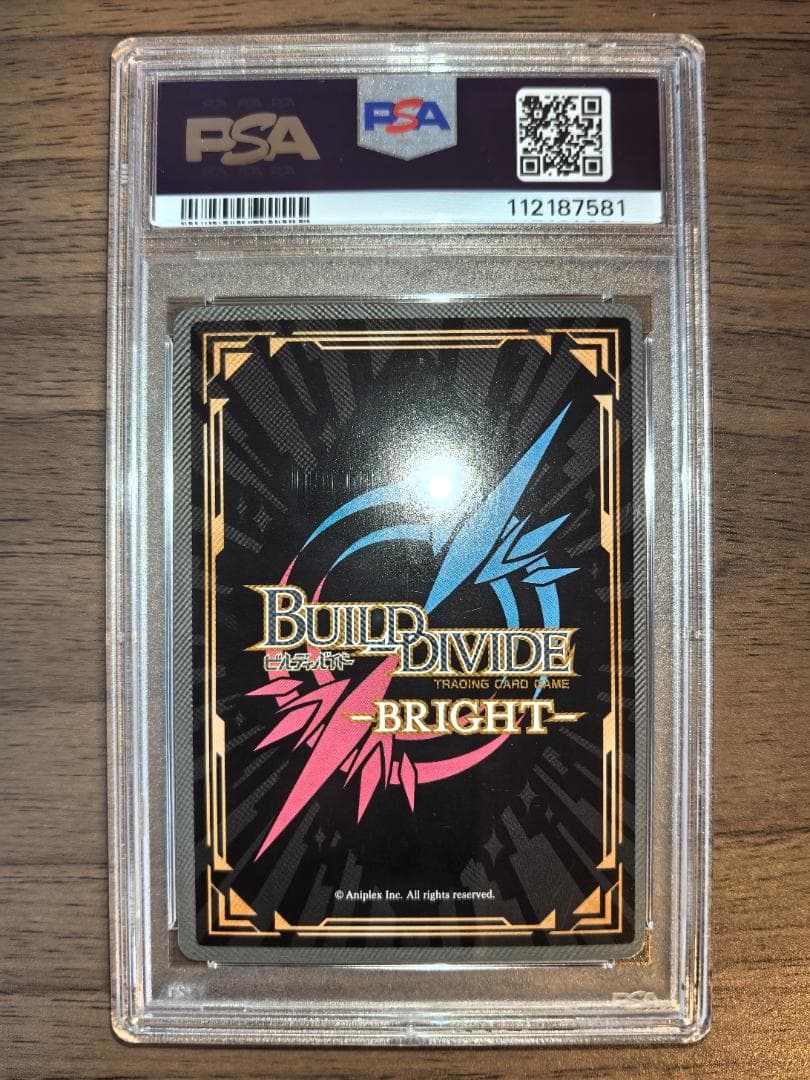 PSA
PSA
112187581
BUILD DIVIDE
ビルディバイド
TRADING CARD GAME
-BRIGHT-
© Aniplex Inc. All rights reserved.
PSA